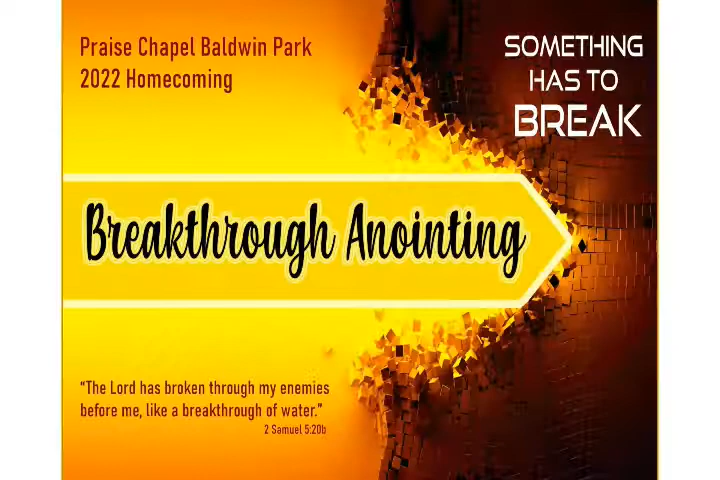 Praise Chapel Baldwin Park
2022 Homecoming
SOMETHING
HAS TO
BREAK
Breakthrough Anointing
“The Lord has broken through my enemies
before me, like a breakthrough of water.”
2 Samuel 5:20b